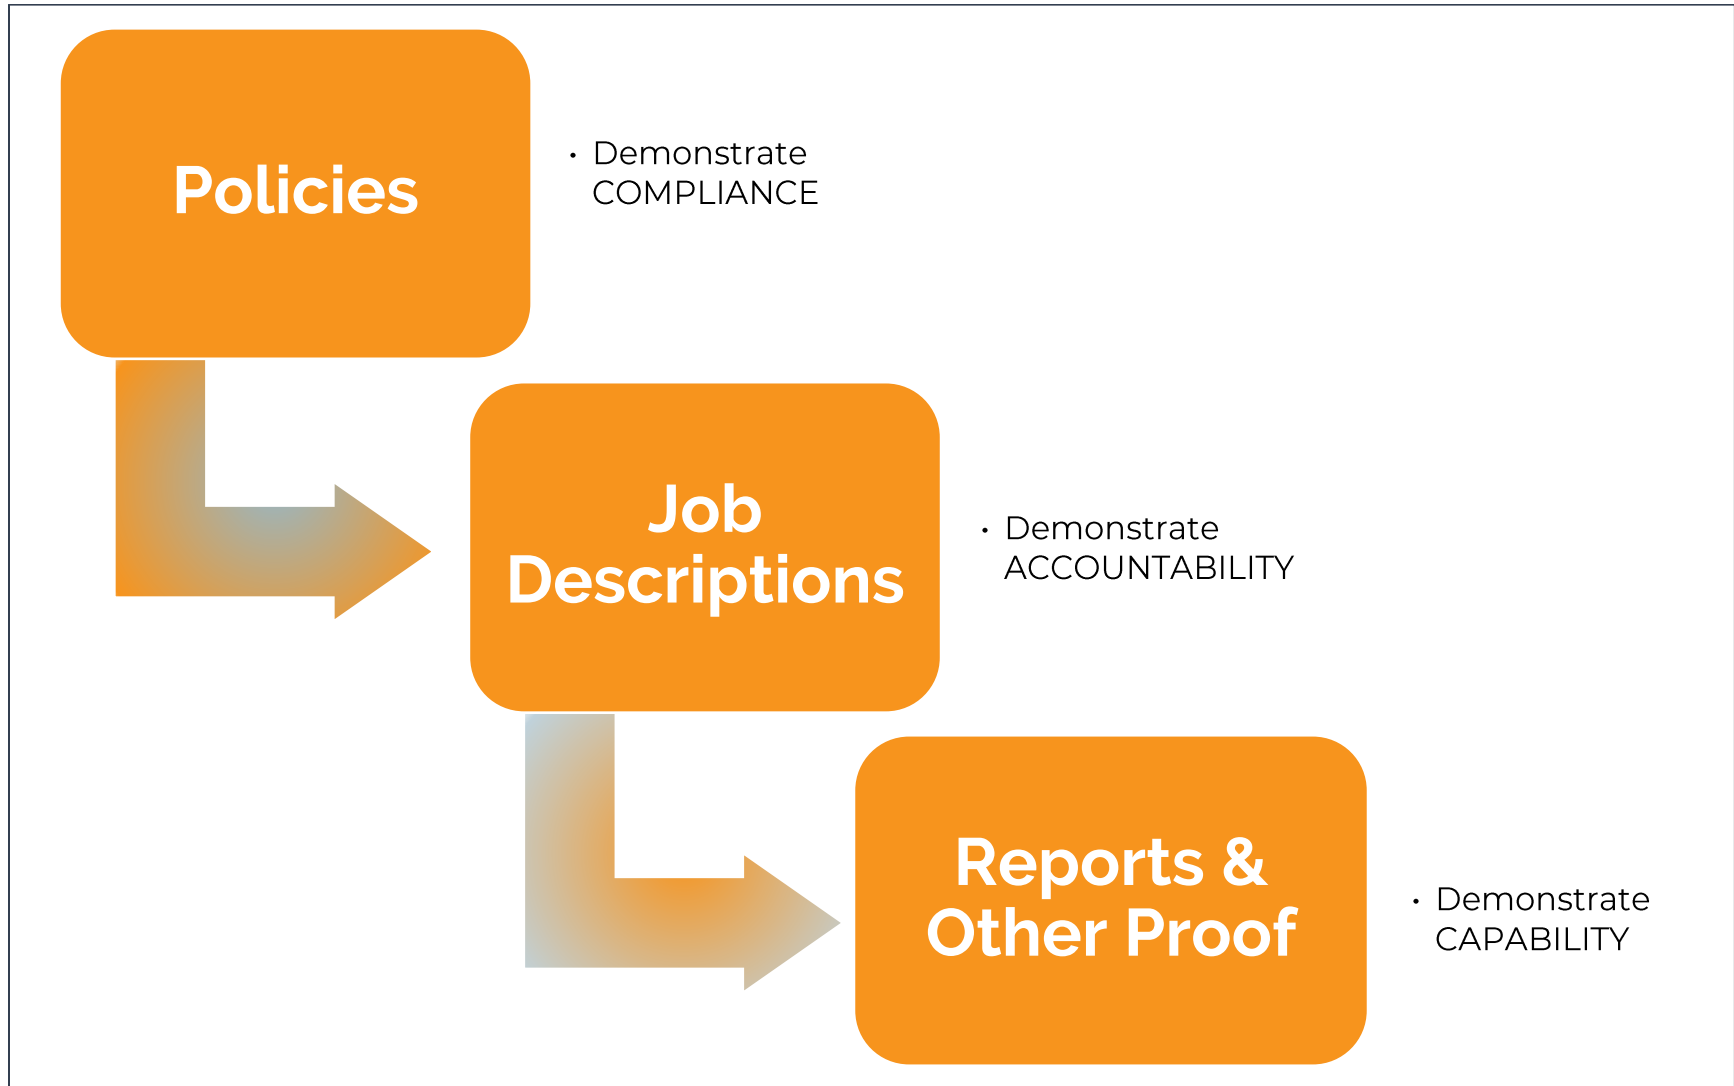 Policies
• Demonstrate
COMPLIANCE
Job
Descriptions
• Demonstrate
ACCOUNTABILITY
Reports &
Other Proof
• Demonstrate
CAPABILITY